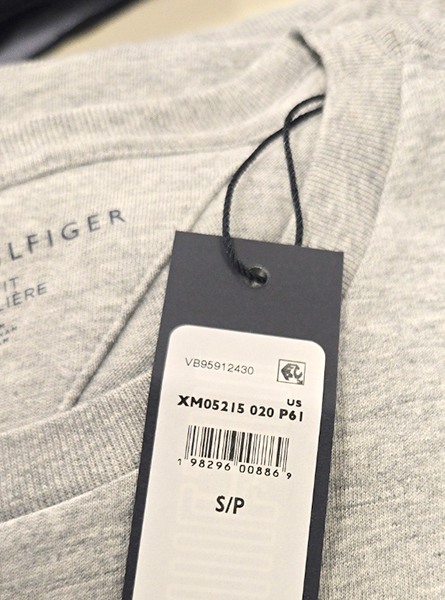 LFIGER
IT
LIÈRE
VB95912430
US
XM05215 020 P61
1 98296 00886 9
S/P